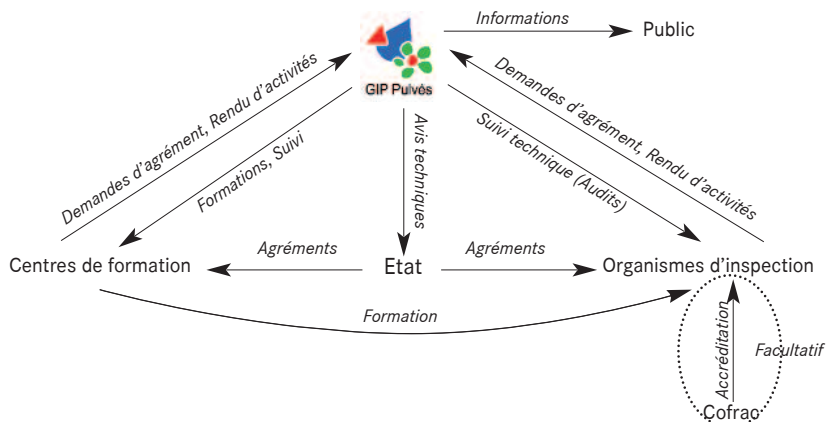 Informations
Public
GIP Pulvés
Demandes d'agrément, Rendu d'activités
Formations, Suivi
Avis techniques
Suivi technique (Audits)
Demandes d'agrément, Rendu d'activités
Centres de formation
Agréments
Etat
Agréments
Organismes d'inspection
Formation
Accréditation
Facultatif
Cofrac